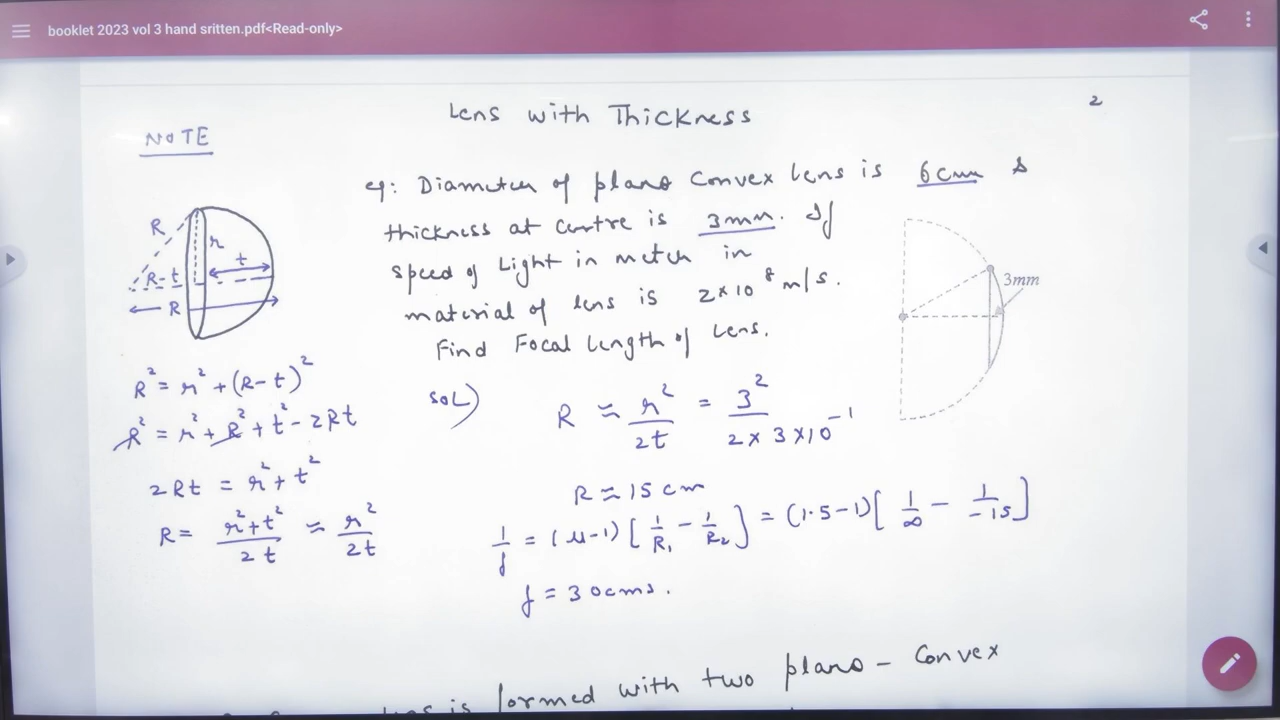 booklet 2023 vol 3 hand sritten.pdf<Read-only>
2
Lens with Thickness
NOTE
eg: Diameter of plano convex lens is 6cm &
thickness at centre is 3mm. If
speed of Light in metch in
material of lens is 2×10⁸ m/s.
Find Focal length of Lens.
R
r
t
R-t
R
3mm
R² = r² + (R-t)²
R² = r² + R² + t² - 2Rt
2Rt = r² + t²
R = r²+t² / 2t ≈ r² / 2t
Sol) R ≈ r² / 2t = 3² / 2×3×10⁻¹
R ≈ 15 cm
1/f = (μ-1) [1/R₁ - 1/R₂] = (1.5-1) [1/∞ - 1/-15]
f = 30cms.
is formed with two plano - convex